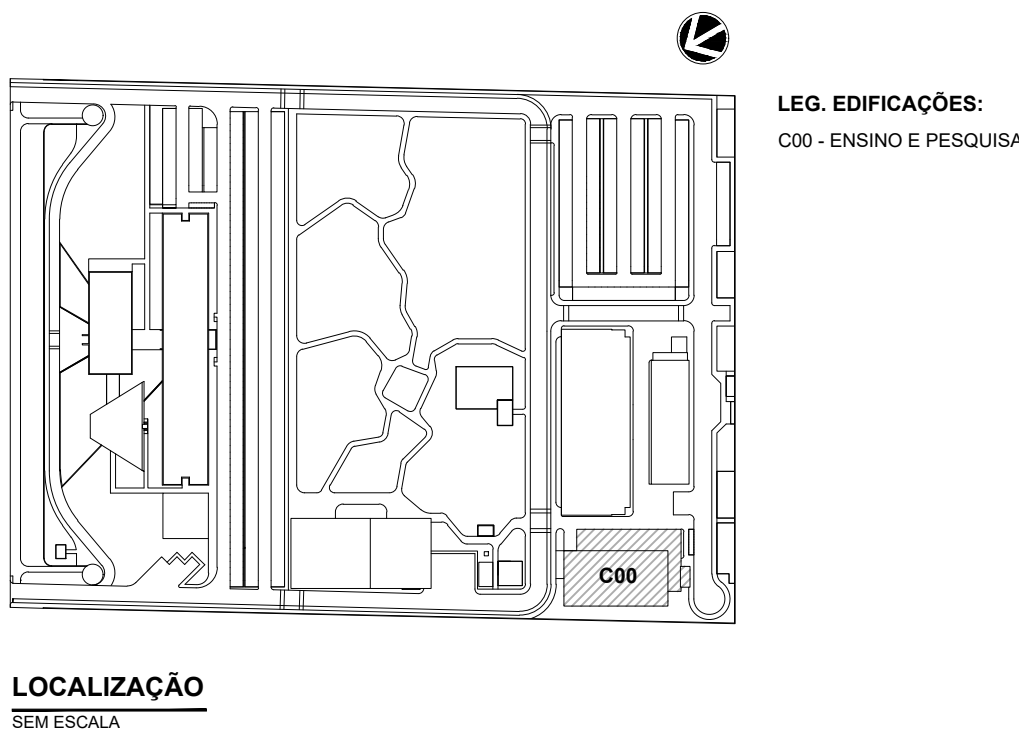 LEG. EDIFICAÇÕES:
C00 - ENSINO E PESQUISA
C00
LOCALIZAÇÃO
SEM ESCALA